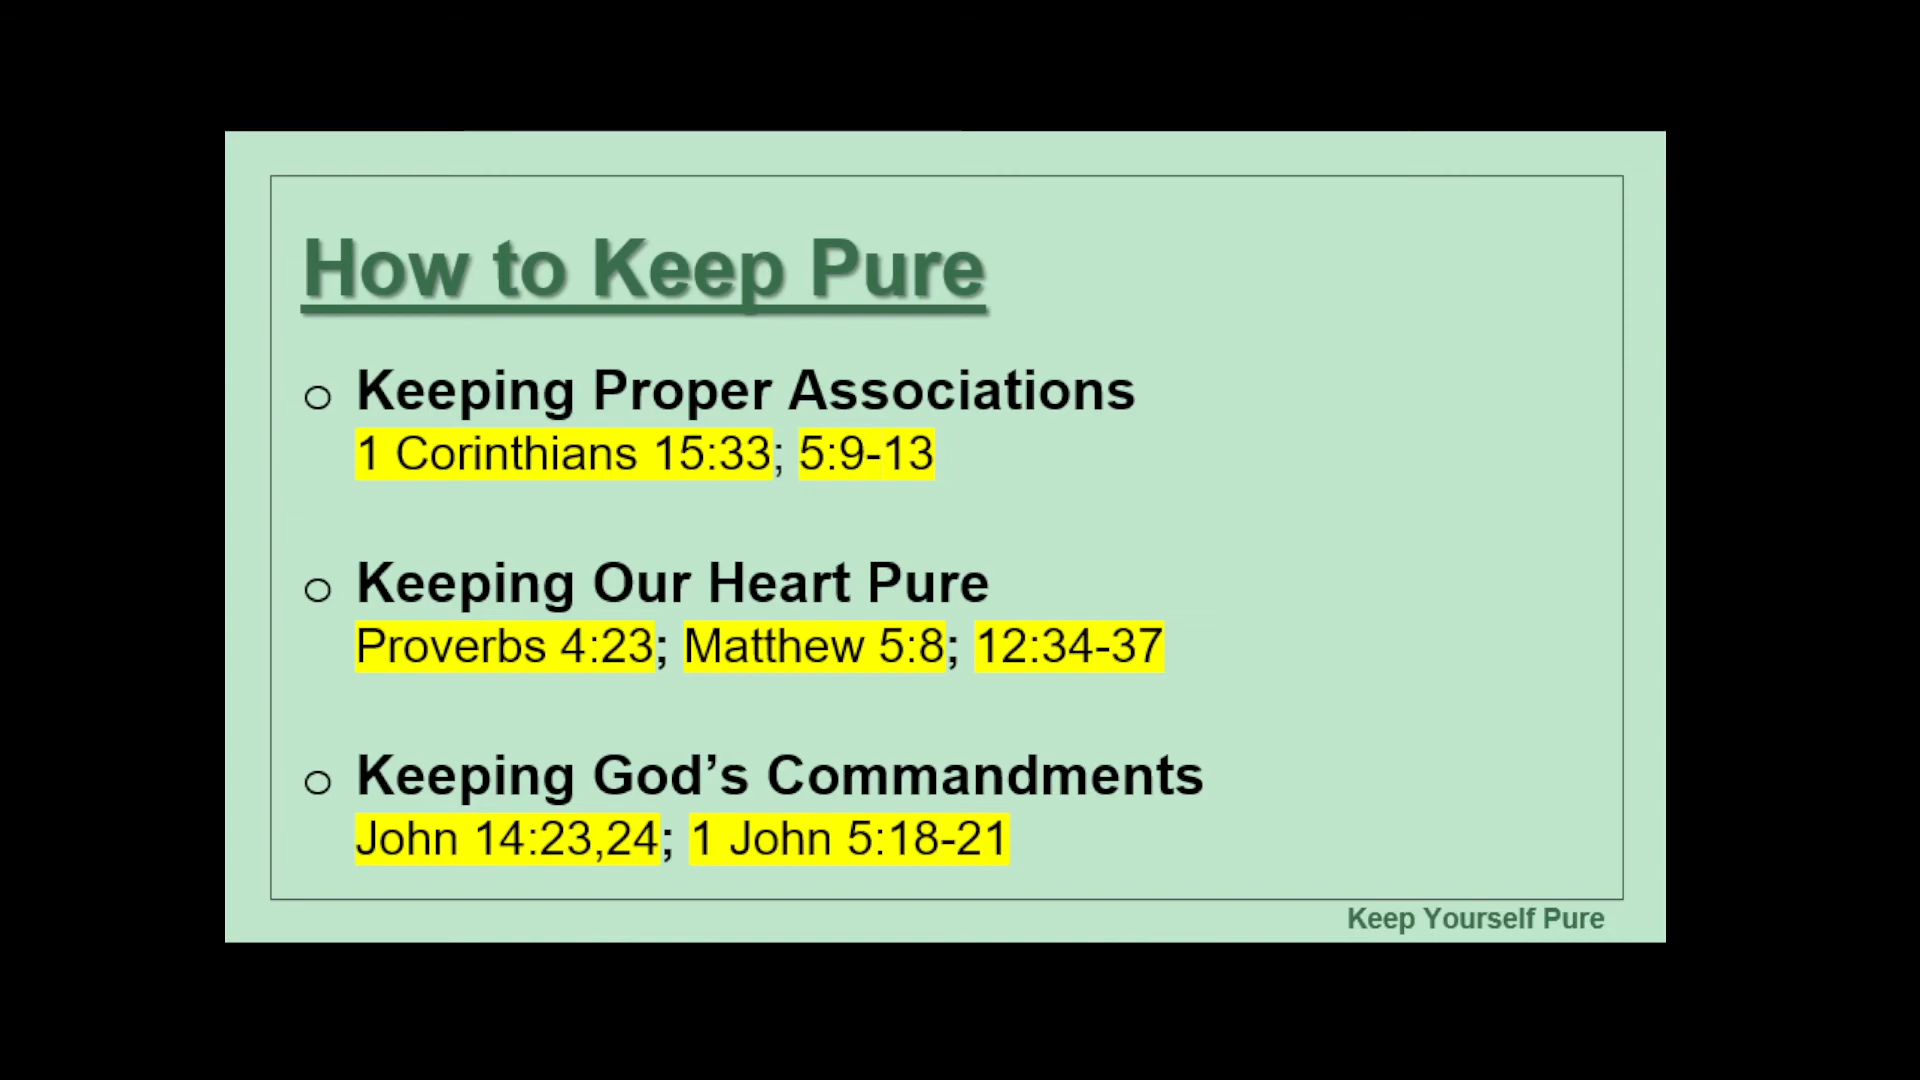 How to Keep Pure
o Keeping Proper Associations
1 Corinthians 15:33; 5:9-13
o Keeping Our Heart Pure
Proverbs 4:23; Matthew 5:8; 12:34-37
o Keeping God’s Commandments
John 14:23,24; 1 John 5:18-21
Keep Yourself Pure